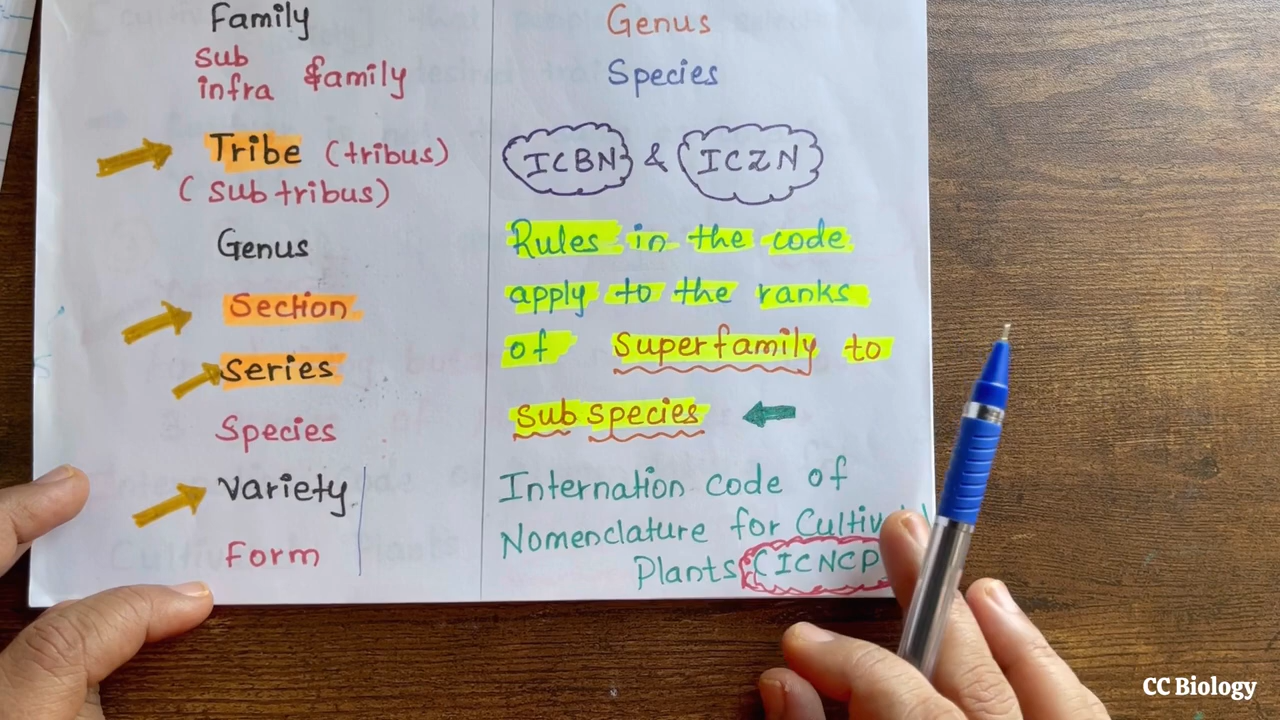 Family
Sub
infra family
Tribe (tribus)
(Sub tribus)
Genus
Section
Series
Species
Variety
Form
Genus
Species
ICBN & ICZN
Rules in the code
apply to the ranks
of Superfamily to
Sub species
Internation Code of
Nomenclature for
Plants (ICNCP
CC Biology